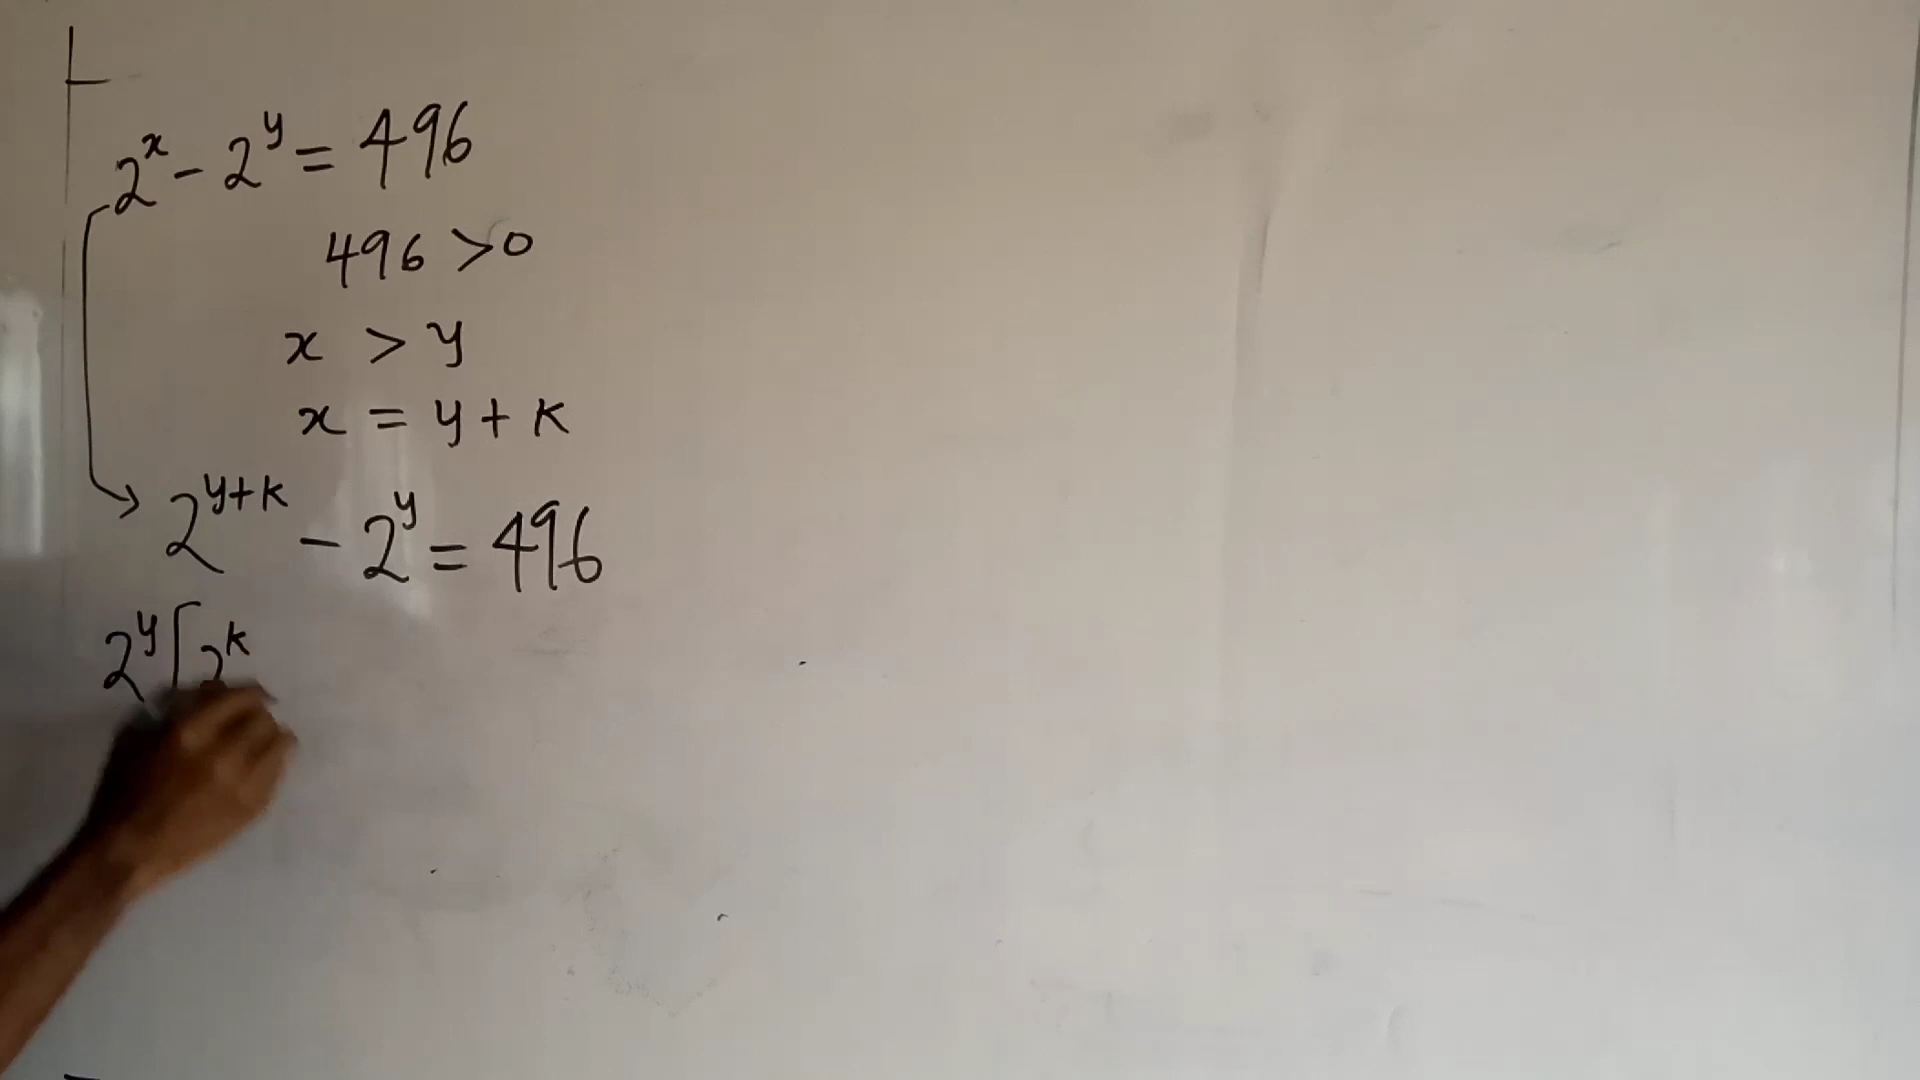 2^x - 2^y = 496
496 > 0
x > y
x = y + k
2^{y+k} - 2^y = 496
2^y [2^k